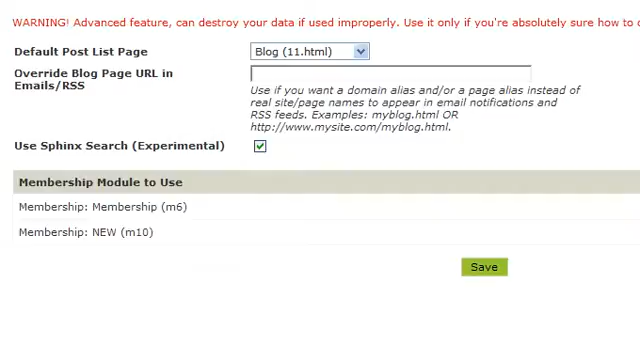 WARNING! Advanced feature, can destroy your data if used improperly. Use it only if you're absolutely sure how to
Default Post List Page
Blog (11.html)
Override Blog Page URL in
Emails/RSS
Use if you want a domain alias and/or a page alias instead of
real site/page names to appear in email notifications and
RSS feeds. Examples: myblog.html OR
http://www.mysite.com/myblog.html.
Use Sphinx Search (Experimental)
Membership Module to Use
Membership: Membership (m6)
Membership: NEW (m10)
Save